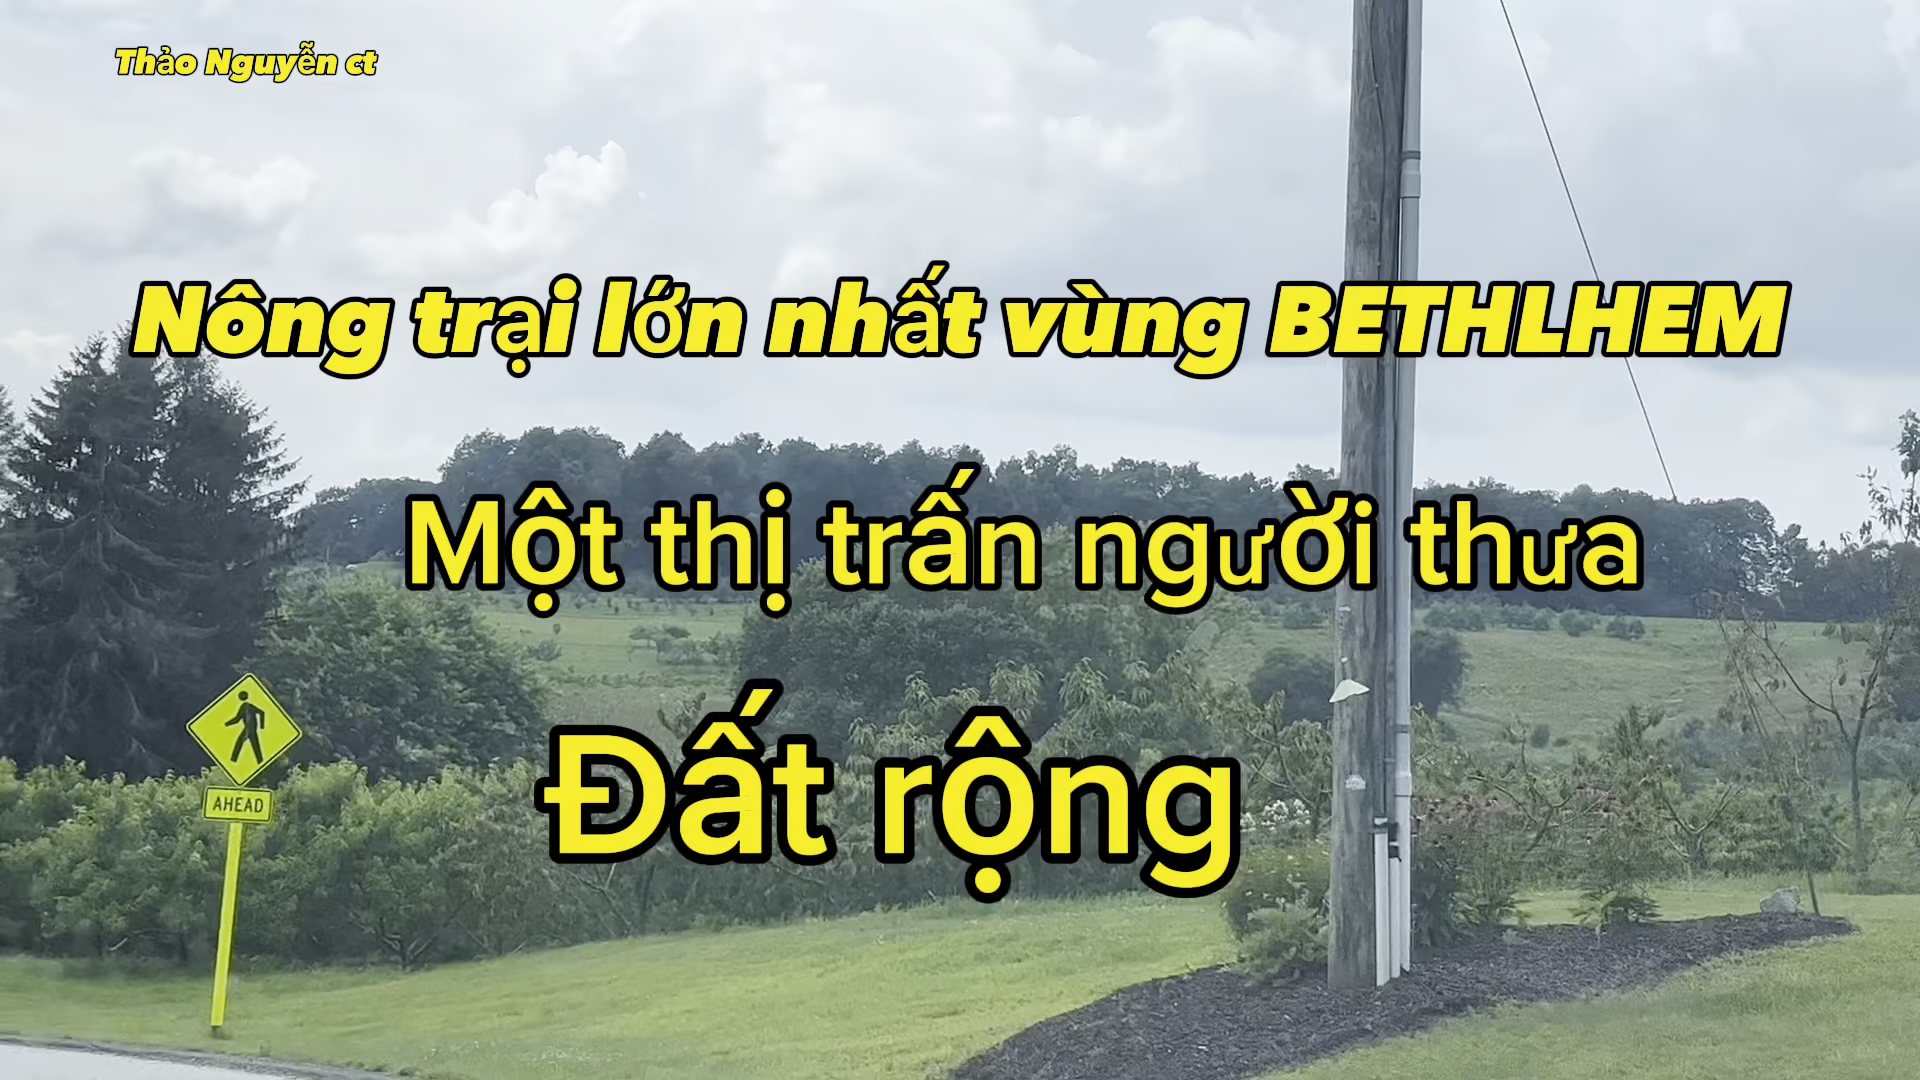 Thảo Nguyễn ct
Nông trại lớn nhất vùng BETHLHEM
Một thị trấn người thưa
Đất rộng
AHEAD